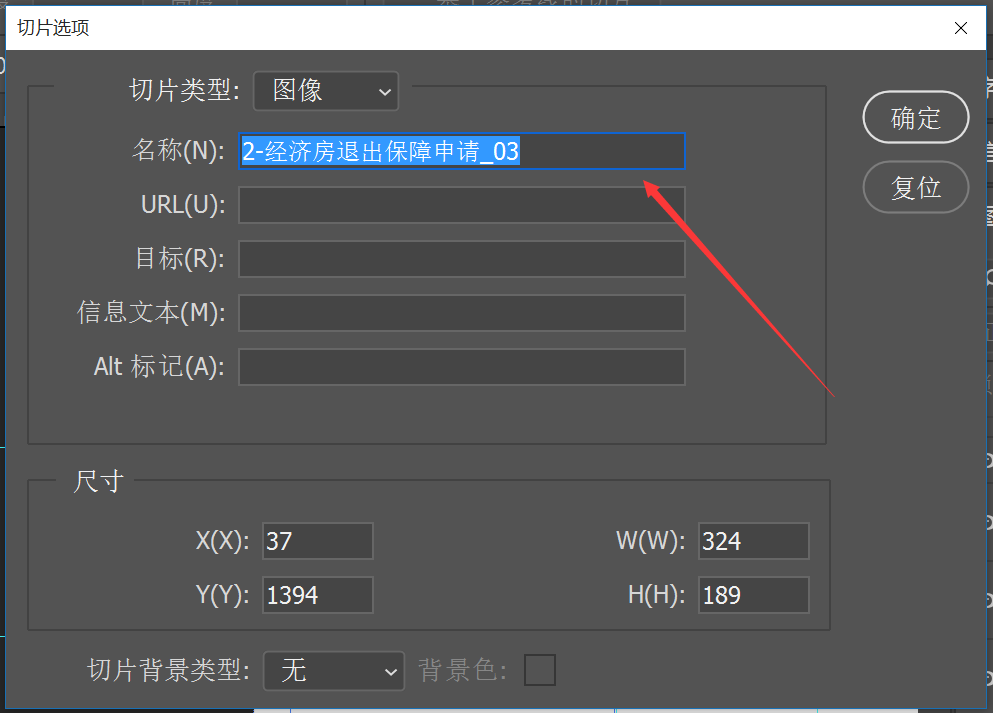 切片选项
切片类型: 图像
确定
名称(N): 2-经济房退出保障申请_03
复位
URL(U):
目标(R):
信息文本(M):
Alt 标记(A):
尺寸
X(X): 37 W(W): 324
Y(Y): 1394 H(H): 189
切片背景类型: 无 背景色: